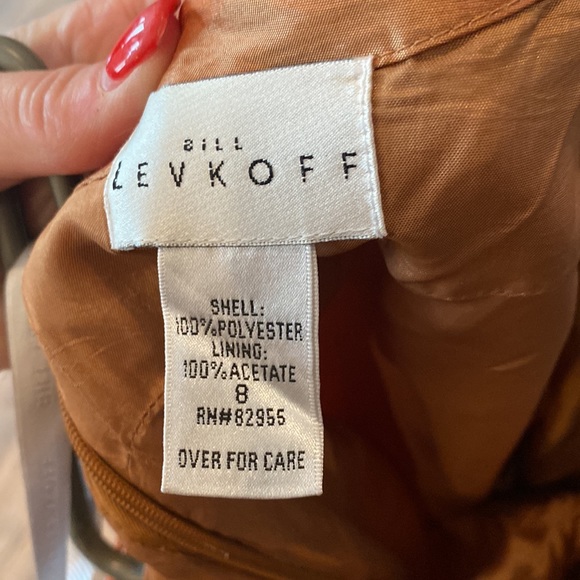 BILL
LEVKOFF
SHELL:
100%POLYESTER
LINING:
100%ACETATE
8
RN#82955
OVER FOR CARE